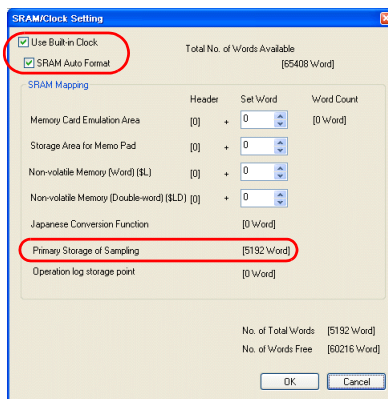 SRAM/Clock Setting
Use Built-in Clock
Total No. of Words Available
SRAM Auto Format
[65408 Word]
SRAM Mapping
Header Set Word Word Count
Memory Card Emulation Area [0] + 0 [0 Word]
Storage Area for Memo Pad [0] + 0
Non-volatile Memory (Word) ($L) [0] + 0
Non-volatile Memory (Double-word) ($LD) [0] + 0
Japanese Conversion Function [0 Word]
Primary Storage of Sampling [5192 Word]
Operation log storage point [0 Word]
No. of Total Words [5192 Word]
No. of Words Free [60216 Word]
OK Cancel